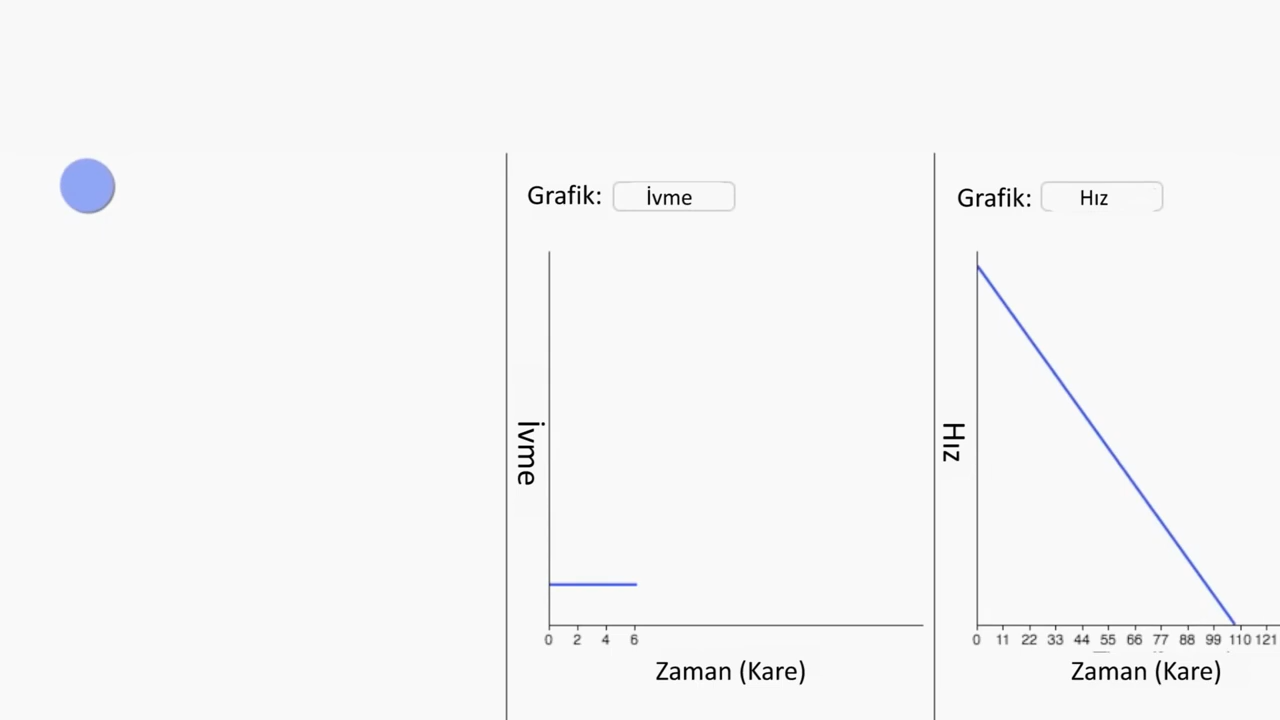 Grafik: İvme
İvme
0 2 4 6
Zaman (Kare)
Grafik: Hız
Hız
0 11 22 33 44 55 66 77 88 99 110 121
Zaman (Kare)